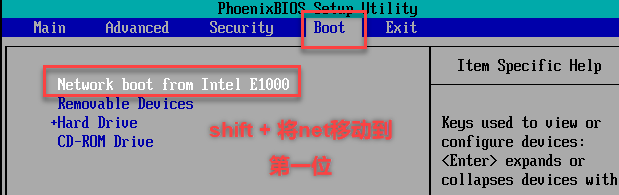 PhoenixBIOS Setup Utility
Main Advanced Security Boot Exit
Network boot from Intel E1000
Removable Devices
+Hard Drive
CD-ROM Drive
shift + 将net移动到
第一位
Item Specific Help
Keys used to view or
configure devices:
<Enter> expands or
collapses devices with